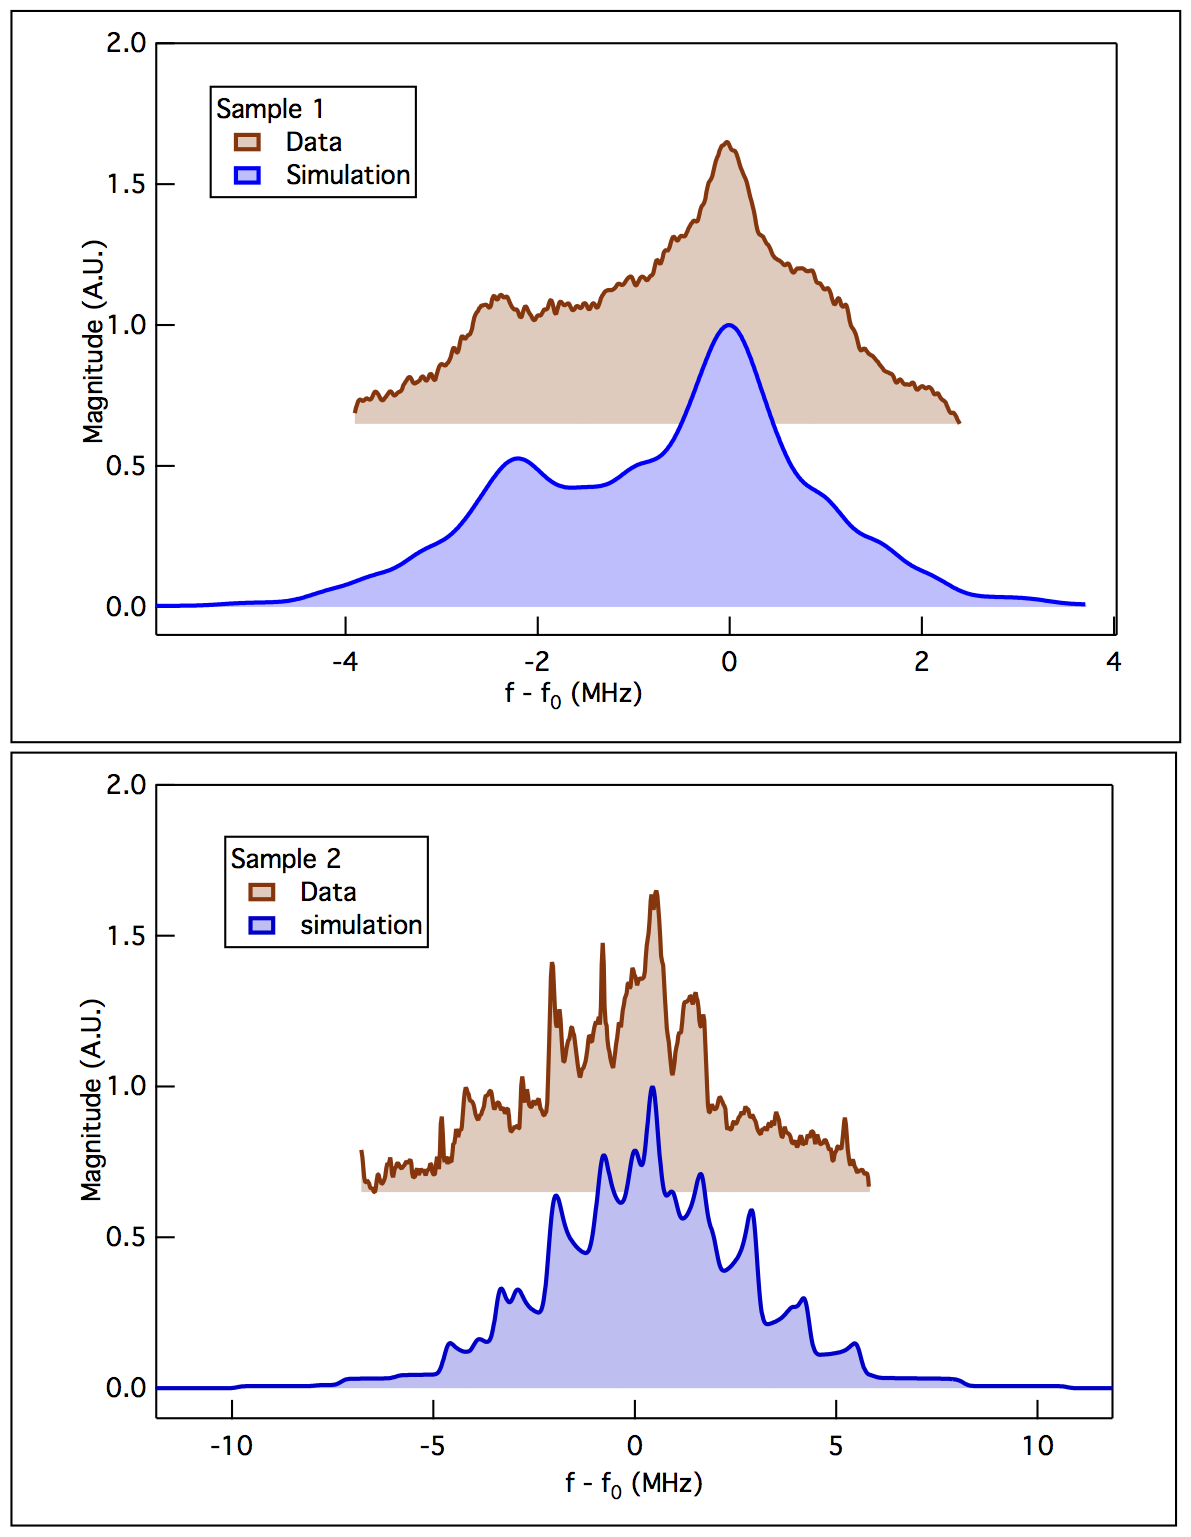 2.0
Sample 1
Data
Simulation
1.5
1.0
0.5
0.0
Magnitude (A.U.)
-4 -2 0 2 4
f - f0 (MHz)
2.0
Sample 2
Data
simulation
1.5
1.0
0.5
0.0
Magnitude (A.U.)
-10 -5 0 5 10
f - f0 (MHz)